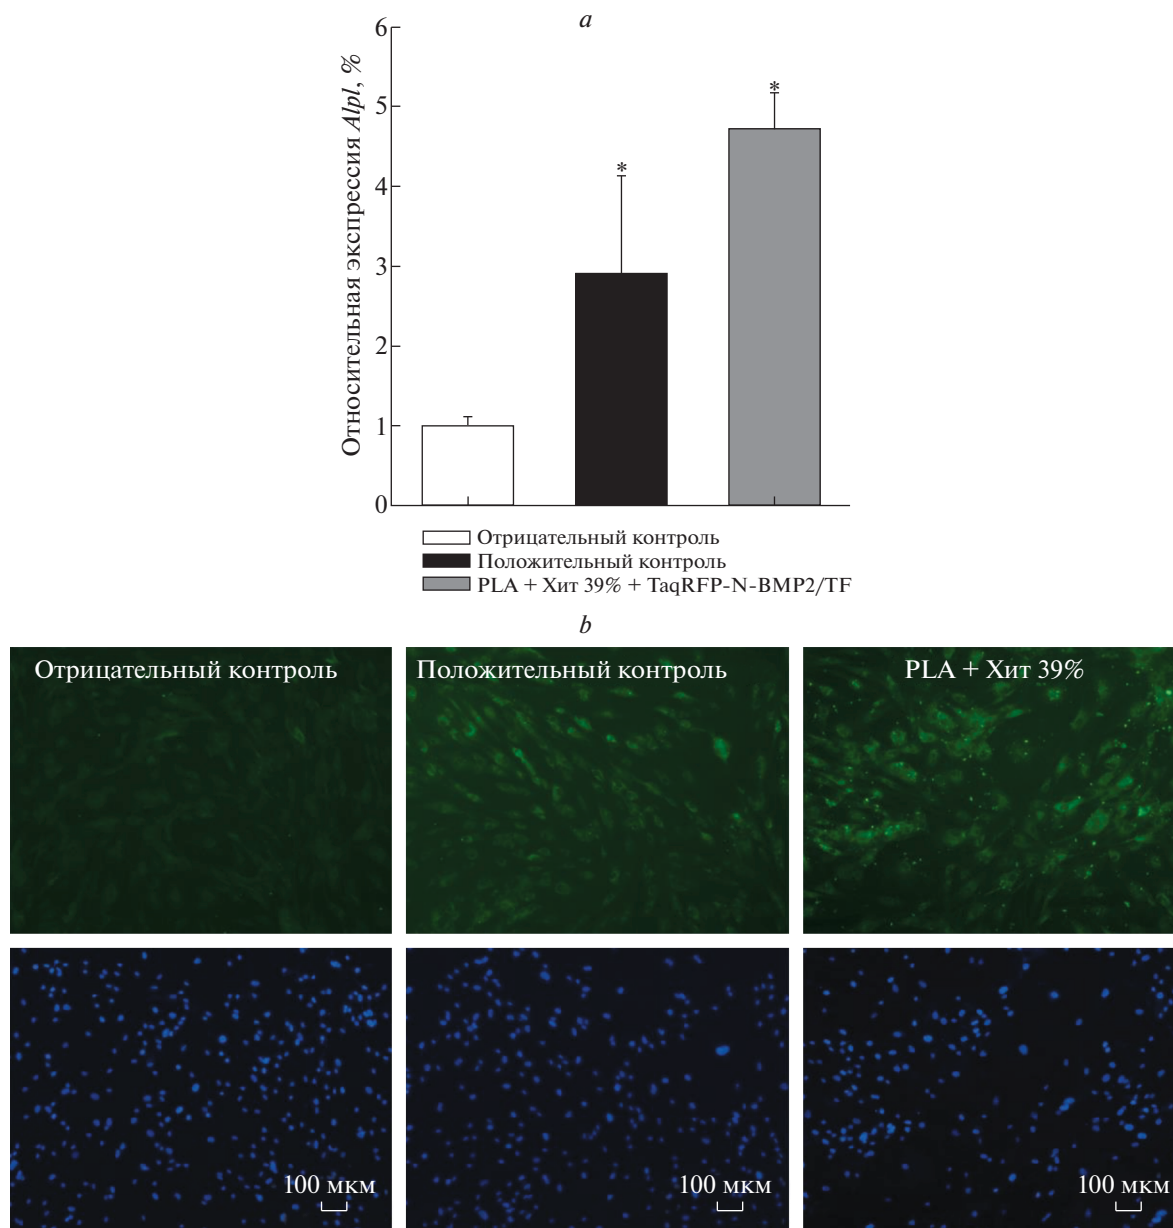 a
6
5
4
3
2
1
0
Относительная экспрессия Alpl, %
*
*
Отрицательный контроль
Положительный контроль
PLA + Хит 39% + TaqRFP-N-BMP2/TF
b
Отрицательный контроль
Положительный контроль
PLA + Хит 39%
100 мкм
100 мкм
100 мкм